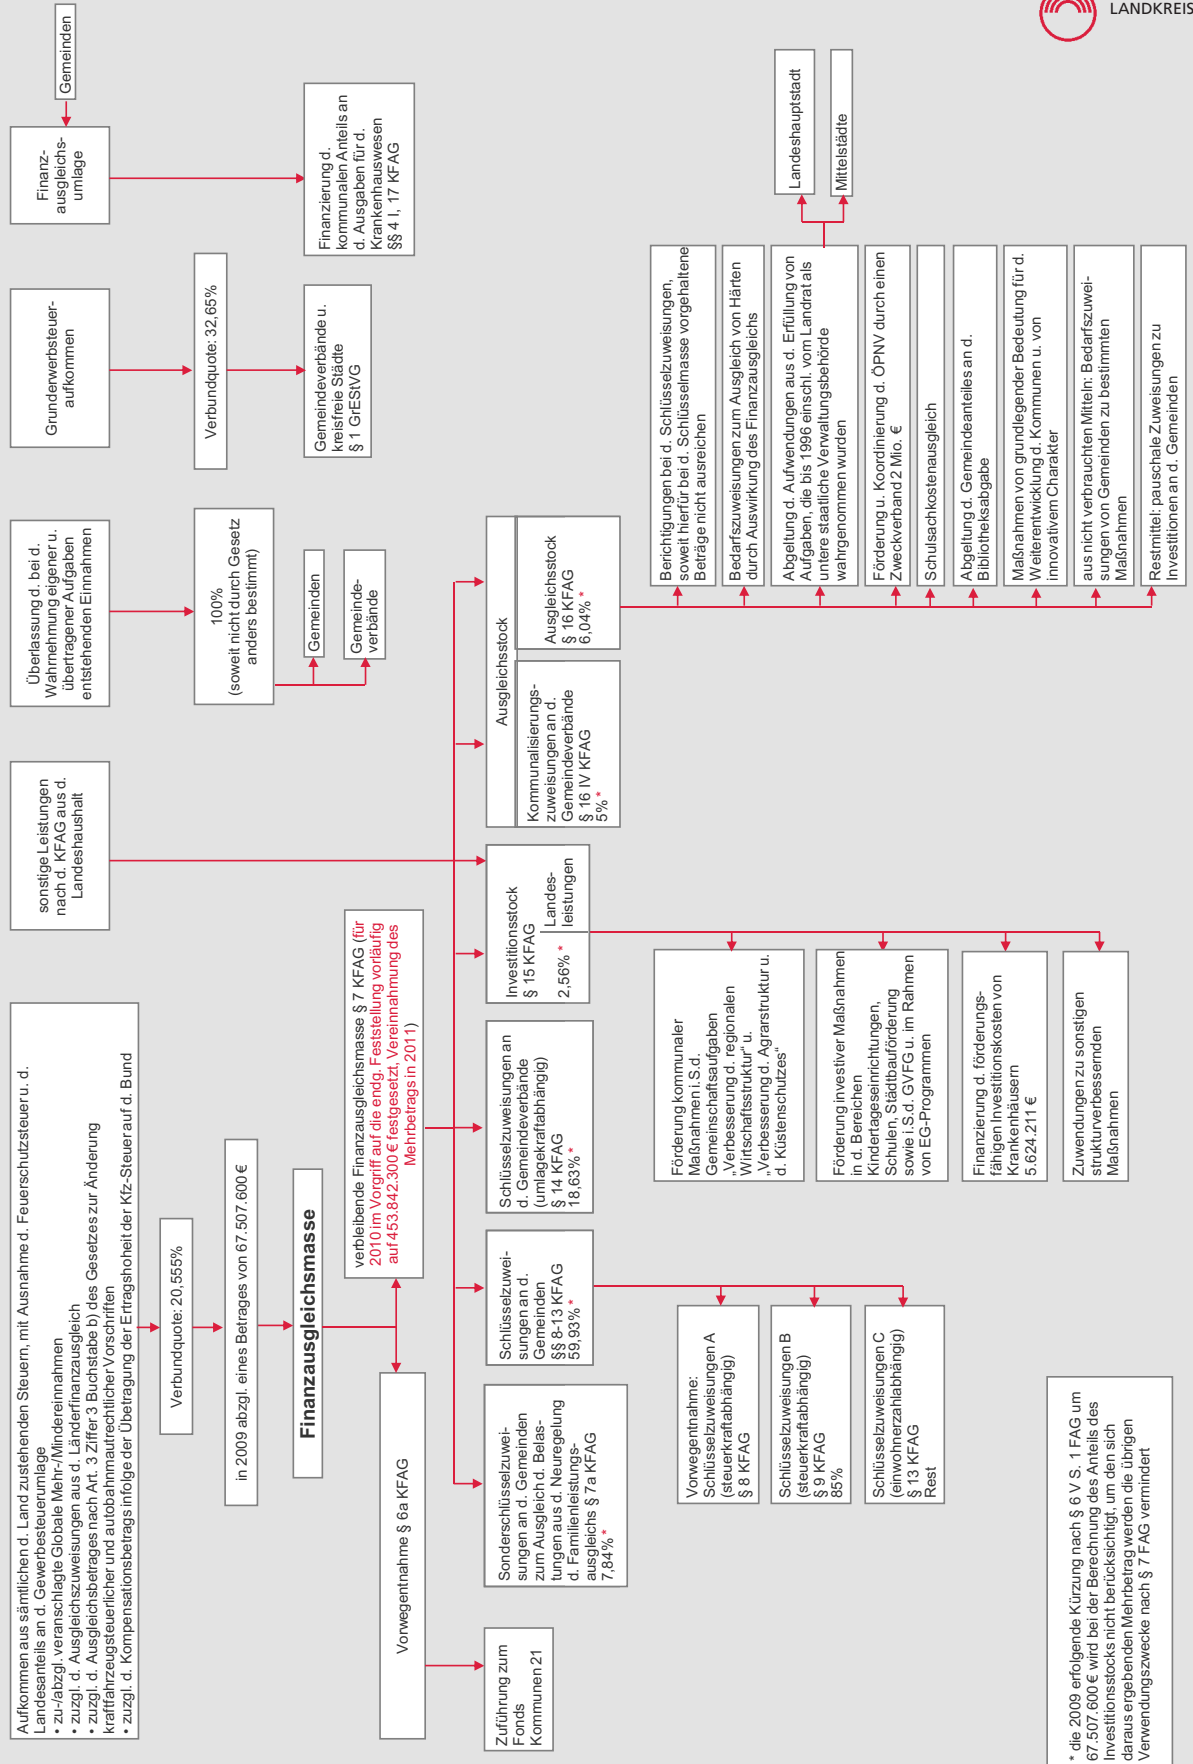 LANDKREIS
Aufkommen aus sämtlichen d. Land zustehenden Steuern, mit Ausnahme d. Feuerschutzsteuer u. d.
Landesanteils an d. Gewerbesteuerumlage
• zu-/abzgl. veranschlagte Globale Mehr-/Mindereinnahmen
• zuzgl. d. Ausgleichszuweisungen aus d. Länderfinanzausgleich
• zuzgl. d. Ausgleichsbetrages nach Art. 3 Ziffer 3 Buchstabe b) des Gesetzes zur Änderung
kraftfahrzeugsteuerlicher und autobahnmautrechtlicher Vorschriften
• zuzgl. d. Kompensationsbetrags infolge der Übetragung der Ertragshoheit der Kfz-Steuer auf d. Bund
sonstige Leistungen
nach d. KFAG aus d.
Landeshaushalt
Überlassung d. bei d.
Wahrnehmung eigener u.
übertragener Aufgaben
entstehenden Einnahmen
Grunderwerbsteuer-
aufkommen
Finanz-
ausgleichs-
umlage
Gemeinden
Verbundquote: 20,555%
100%
(soweit nicht durch Gesetz
anders bestimmt)
Verbundquote: 32,65%
in 2009 abzgl. eines Betrages von 67.507.600 €
Gemeinden
Gemeinde-
verbände
Gemeindeverbände u.
kreisfreie Städte
§ 1 GrEStVG
Finanzierung d.
kommunalen Anteils an
d. Ausgaben für d.
Krankenhauswesen
§§ 4 I, 17 KFAG
Finanzausgleichsmasse
Vorwegentnahme § 6a KFAG
verbleibende Finanzausgleichsmasse § 7 KFAG (für
2010 im Vorgriff auf die endg. Feststellung vorläufig
auf 453.842.300 € festgesetzt, Vereinnahmung des
Mehrbetrags in 2011)
Zuführung zum
Fonds
Kommunen 21
Sonderschlüsselzuwei-
sungen an d. Gemeinden
zum Ausgleich d. Belas-
tungen aus d. Neuregelung
d. Familienleistungs-
ausgleichs § 7a KFAG
7,84% *
Schlüsselzuwei-
sungen an d.
Gemeinden
§§ 8-13 KFAG
59,93% *
Schlüsselzuweisungen an
d. Gemeindeverbände
(umlagekraftabhängig)
§ 14 KFAG
18,63% *
Investitionsstock
§ 15 KFAG
2,56% *
Landes-
leistungen
Ausgleichsstock
Kommunalisierungs-
zuweisungen an d.
Gemeindeverbände
§ 16 IV KFAG
5% *
Ausgleichsstock
§ 16 KFAG
6,04% *
Vorwegentnahme:
Schlüsselzuweisungen A
(steuerkraftabhängig)
§ 8 KFAG
Schlüsselzuweisungen B
(steuerkraftabhängig)
§ 9 KFAG
85%
Schlüsselzuweisungen C
(einwohnerzahlabhängig)
§ 13 KFAG
Rest
Förderung kommunaler
Maßnahmen i.S.d.
Gemeinschaftsaufgaben
„Verbesserung d. regionalen
Wirtschaftsstruktur“ u.
„Verbesserung d. Agrarstruktur u.
d. Küstenschutzes“
Förderung investiver Maßnahmen
in d. Bereichen
Kindertageseinrichtungen,
Schulen, Städtbauförderung
sowie i.S.d. GVFG u. im Rahmen
von EG-Programmen
Finanzierung d. förderungs-
fähigen Investitionskosten von
Krankenhäusern
5.624.211 €
Zuwendungen zu sonstigen
strukturverbessernden
Maßnahmen
Berichtigungen bei d. Schlüsselzuweisungen,
soweit hierfür bei d. Schlüsselmasse vorgehaltene
Beträge nicht ausreichen
Bedarfszuweisungen zum Ausgleich von Härten
durch Auswirkung des Finanzausgleichs
Abgeltung d. Aufwendungen aus d. Erfüllung von
Aufgaben, die bis 1996 einschl. vom Landrat als
untere staatliche Verwaltungsbehörde
wahrgenommen wurden
Landeshauptstadt
Mittelstädte
Förderung u. Koordinierung d. ÖPNV durch einen
Zweckverband 2 Mio. €
Schulsachkostenausgleich
Abgeltung d. Gemeindeanteiles an d.
Bibliotheksabgabe
Maßnahmen von grundlegender Bedeutung für d.
Weiterentwicklung d. Kommunen u. von
innovativem Charakter
aus nicht verbrauchten Mitteln: Bedarfszuwei-
sungen von Gemeinden zu bestimmten
Maßnahmen
Restmittel: pauschale Zuweisungen zu
Investitionen an d. Gemeinden
* die 2009 erfolgende Kürzung nach § 6 V S. 1 FAG um
67.507.600 € wird bei der Berechnung des Anteils des
Investitionsstocks nicht berücksichtigt, um den sich
daraus ergebenden Mehrbetrag werden die übrigen
Verwendungszwecke nach § 7 FAG vermindert